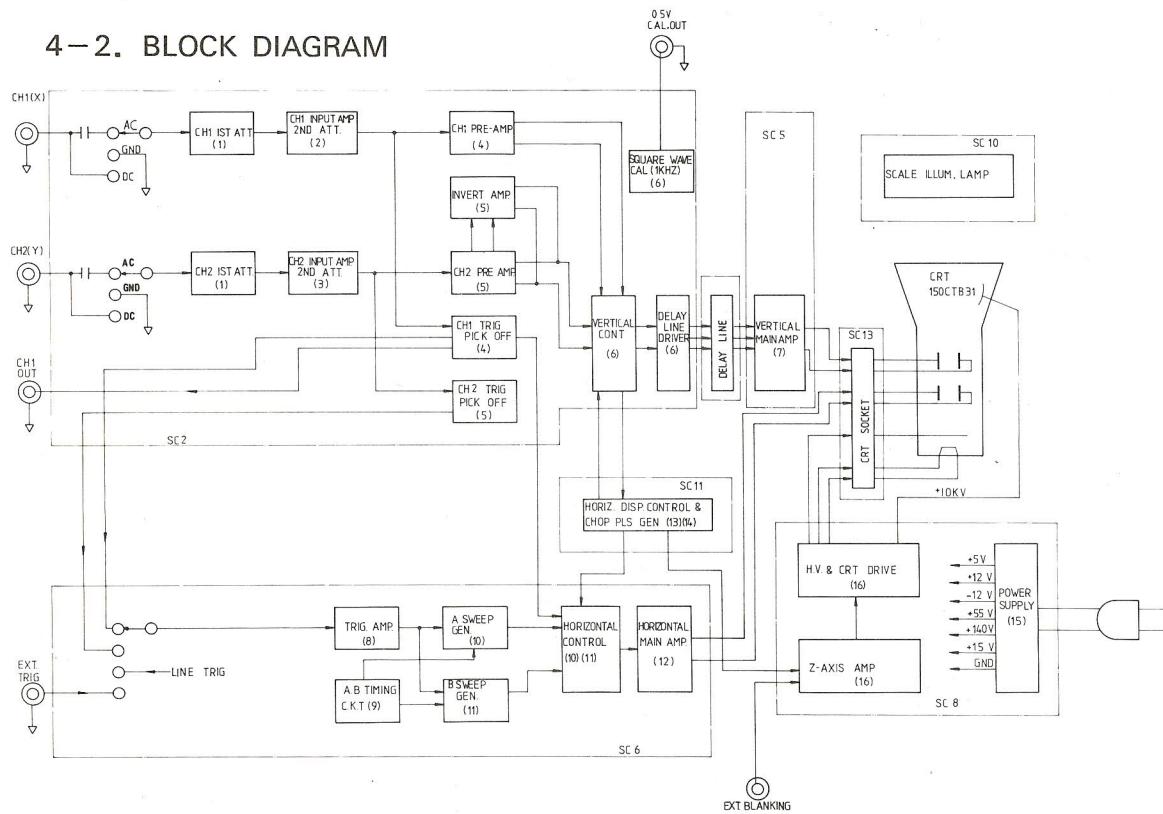 4-2. BLOCK DIAGRAM
0.5V
CAL.OUT
CH1(X)
AC
GND
DC
CH1 1ST ATT.
(1)
CH1 INPUT AMP
2ND ATT.
(2)
CH1 PRE-AMP
(4)
SQUARE WAVE
CAL (1KHZ)
(6)
SC5
SC 10
SCALE ILLUM. LAMP
INVERT AMP.
(5)
CH2(Y)
AC
GND
DC
CH2 1ST ATT.
(1)
CH2 INPUT AMP
2ND ATT.
(3)
CH2 PRE AMP
(5)
CRT
150CTB31
CH1 TRIG
PICK OFF
(4)
VERTICAL
CONT
(6)
DELAY
LINE
DRIVER
(6)
DELAY LINE
VERTICAL
MAIN AMP.
(7)
SC13
CRT SOCKET
CH1
OUT
CH2 TRIG
PICK OFF
(5)
SC2
+10KV
SC11
HORIZ. DISP. CONTROL &
CHOP PLS GEN (13)(14)
H.V. & CRT DRIVE
(16)
+5V
+12 V
-12 V
+55 V
+140V
+15 V
GND
POWER
SUPPLY
(15)
Z-AXIS AMP
(16)
SC 8
EXT.
TRIG
LINE TRIG
TRIG. AMP.
(8)
A SWEEP
GEN.
(10)
HORIZONTAL
CONTROL
(10)(11)
HORIZONTAL
MAIN AMP.
(12)
A.B TIMING
C.K.T (9)
B SWEEP
GEN.
(11)
SC 6
EXT BLANKING